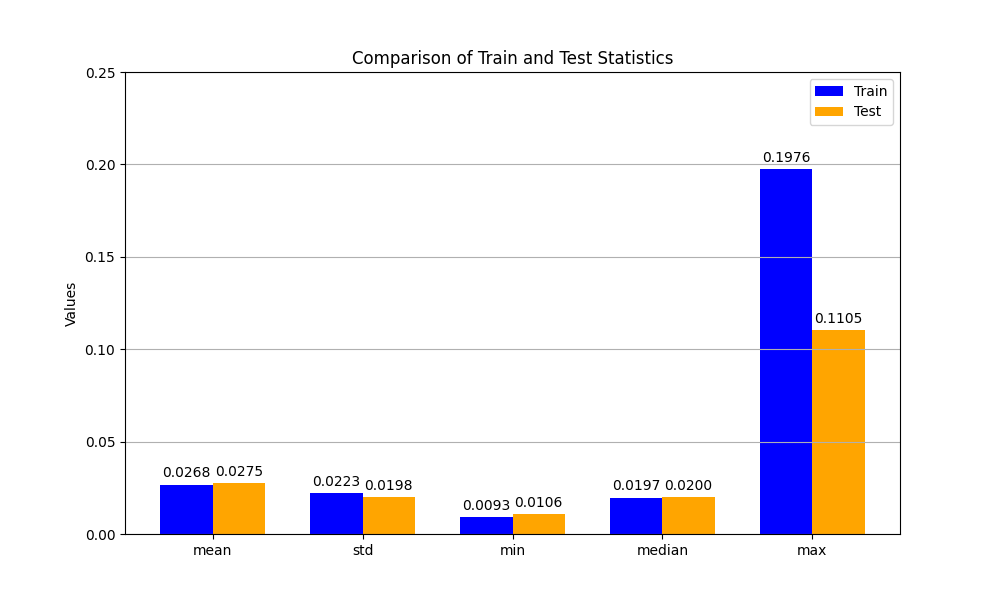 Comparison of Train and Test Statistics
0.25
0.20
0.15
0.10
0.05
0.00
Values
Train
Test
0.0268 0.0275
0.0223 0.0198
0.0093 0.0106
0.0197 0.0200
0.1976
0.1105
mean std min median max